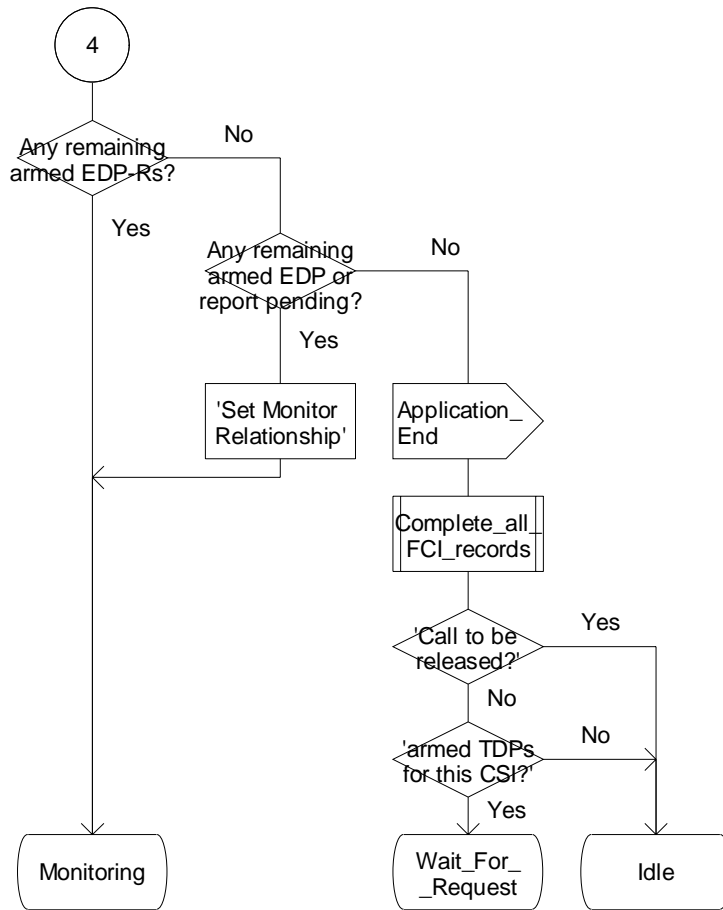 4
Any remaining
armed EDP-Rs?
No
Yes
Any remaining
armed EDP or
report pending?
No
Yes
'Set Monitor
Relationship'
Application_
End
Complete_all_
FCI_records
'Call to be
released?'
Yes
No
'armed TDPs
for this CSI?'
No
Yes
Monitoring
Wait_For_
_Request
Idle